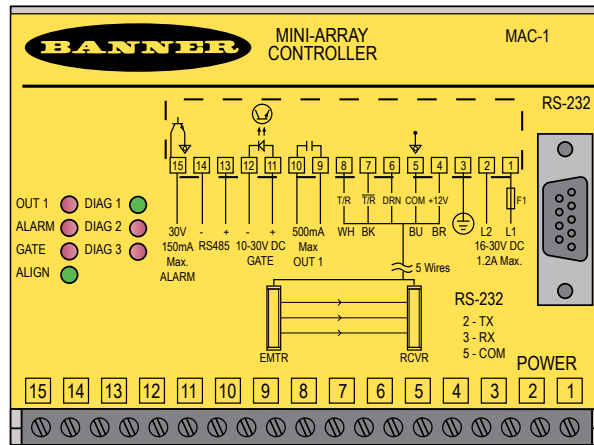 BANNER
MINI-ARRAY
CONTROLLER
MAC-1
RS-232
15 14 13 12 11 10 9 8 7 6 5 4 3 2 1
T/R T/R DRN COM +12V F1
30V - + - + 500mA WH BK BU BR L2 L1
150mA RS485 10-30V DC Max 16-30V DC
Max. GATE OUT 1 1.2A Max.
ALARM
OUT 1 DIAG 1
ALARM DIAG 2
GATE DIAG 3
ALIGN
5 Wires
EMTR RCVR
RS-232
2 - TX
3 - RX
5 - COM
POWER
15 14 13 12 11 10 9 8 7 6 5 4 3 2 1